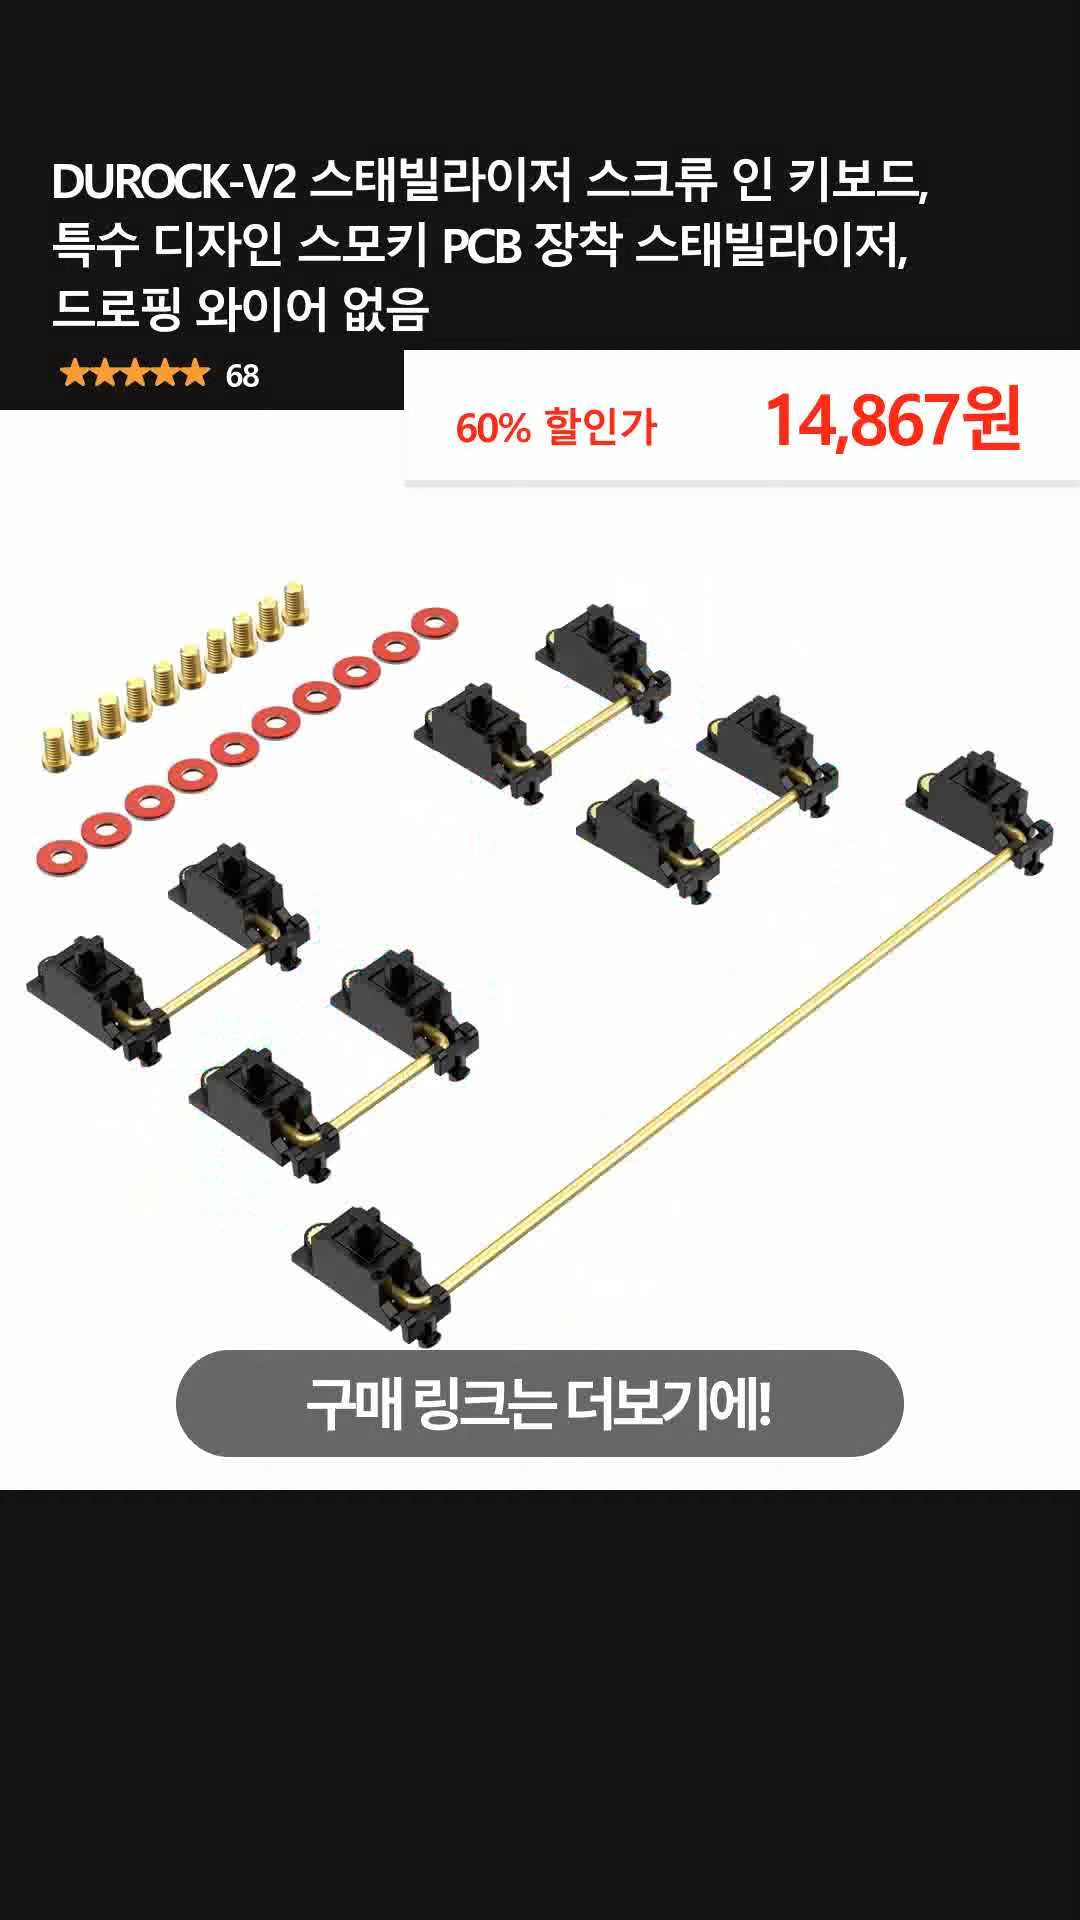 DUROCK-V2 스태빌라이저 스크류 인 키보드,
특수 디자인 스모키 PCB 장착 스태빌라이저,
드로핑 와이어 없음
68
60% 할인가 14,867원
구매 링크는 더보기에!